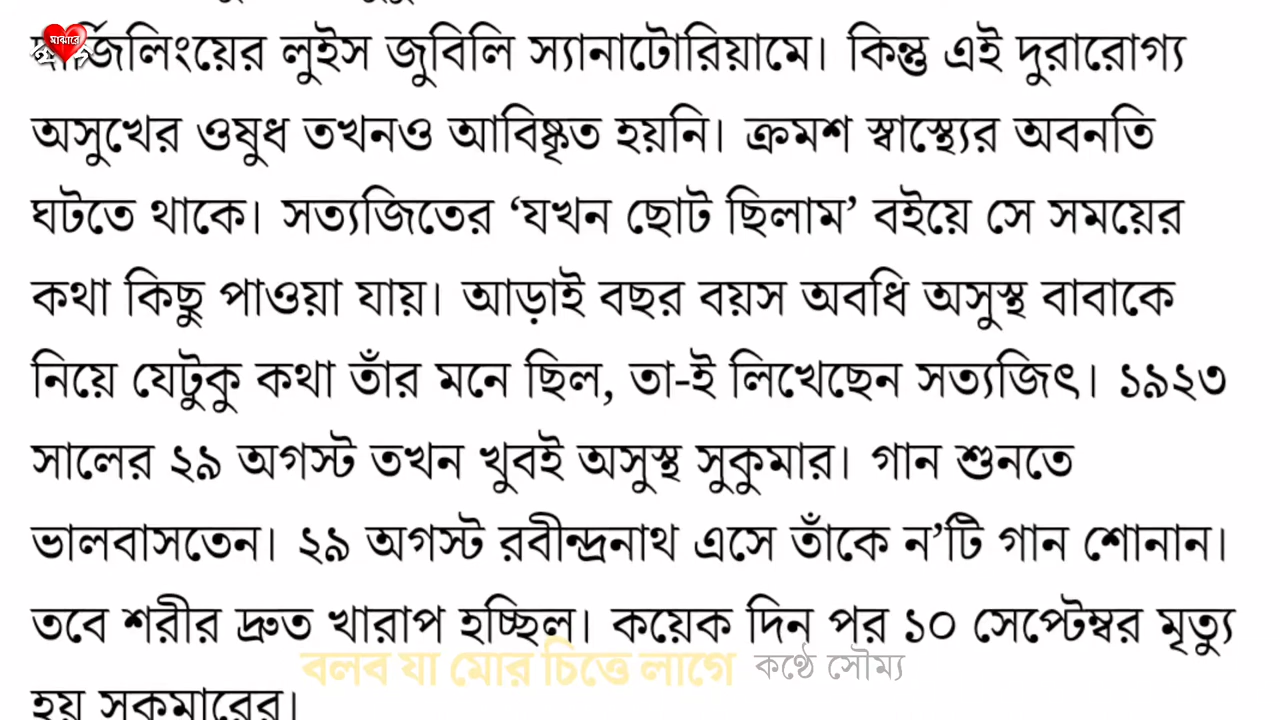 মাঝারে
দার্জিলিংয়ের লুইস জুবিলি স্যানাটোরিয়ামে। কিন্তু এই দুরারোগ্য
অসুখের ওষুধ তখনও আবিষ্কৃত হয়নি। ক্রমশ স্বাস্থ্যের অবনতি
ঘটতে থাকে। সত্যজিতের ‘যখন ছোট ছিলাম’ বইয়ে সে সময়ের
কথা কিছু পাওয়া যায়। আড়াই বছর বয়স অবধি অসুস্থ বাবাকে
নিয়ে যেটুকু কথা তাঁর মনে ছিল, তা-ই লিখেছেন সত্যজিৎ। ১৯২৩
সালের ২৯ অগস্ট তখন খুবই অসুস্থ সুকুমার। গান শুনতে
ভালবাসতেন। ২৯ অগস্ট রবীন্দ্রনাথ এসে তাঁকে ন’টি গান শোনান।
তবে শরীর দ্রুত খারাপ হচ্ছিল। কয়েক দিন পর ১০ সেপ্টেম্বর মৃত্যু
বলব যা মোর চিত্তে লাগে কণ্ঠে সৌম্য
হয় সুকুমারের।